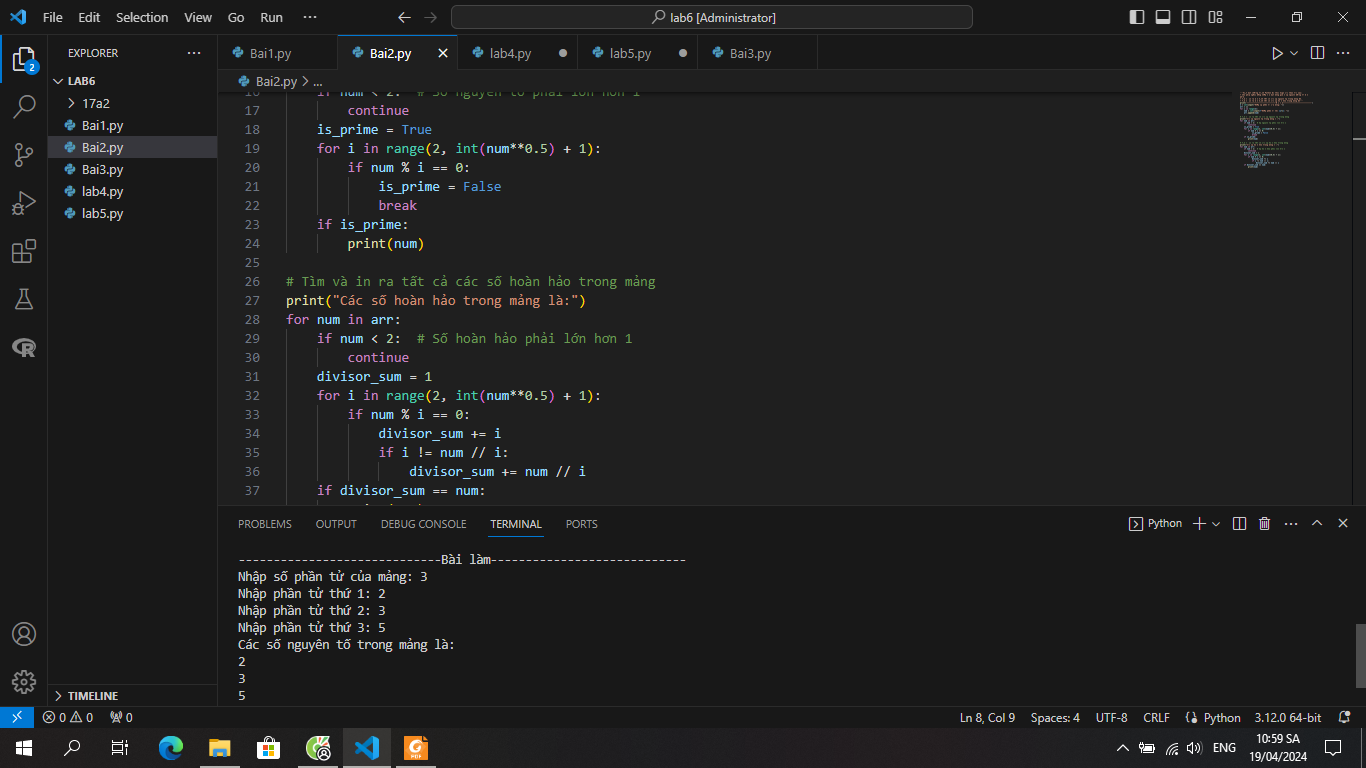 File Edit Selection View Go Run ··· lab6 [Administrator]
EXPLORER ···
LAB6
17a2
Bai1.py
Bai2.py
Bai3.py
lab4.py
lab5.py
TIMELINE
Bai1.py Bai2.py lab4.py lab5.py Bai3.py
Bai2.py > ...
16 if num < 2: # Số nguyên tố phải lớn hơn 1
17 continue
18 is_prime = True
19 for i in range(2, int(num**0.5) + 1):
20 if num % i == 0:
21 is_prime = False
22 break
23 if is_prime:
24 print(num)
25
26 # Tìm và in ra tất cả các số hoàn hảo trong mảng
27 print("Các số hoàn hảo trong mảng là:")
28 for num in arr:
29 if num < 2: # Số hoàn hảo phải lớn hơn 1
30 continue
31 divisor_sum = 1
32 for i in range(2, int(num**0.5) + 1):
33 if num % i == 0:
34 divisor_sum += i
35 if i != num // i:
36 divisor_sum += num // i
37 if divisor_sum == num:
PROBLEMS OUTPUT DEBUG CONSOLE TERMINAL PORTS Python
-----------------------------Bài làm----------------------------
Nhập số phần tử của mảng: 3
Nhập phần tử thứ 1: 2
Nhập phần tử thứ 2: 3
Nhập phần tử thứ 3: 5
Các số nguyên tố trong mảng là:
2
3
5
0 0 0 Ln 8, Col 9 Spaces: 4 UTF-8 CRLF Python 3.12.0 64-bit
ENG 10:59 SA
19/04/2024